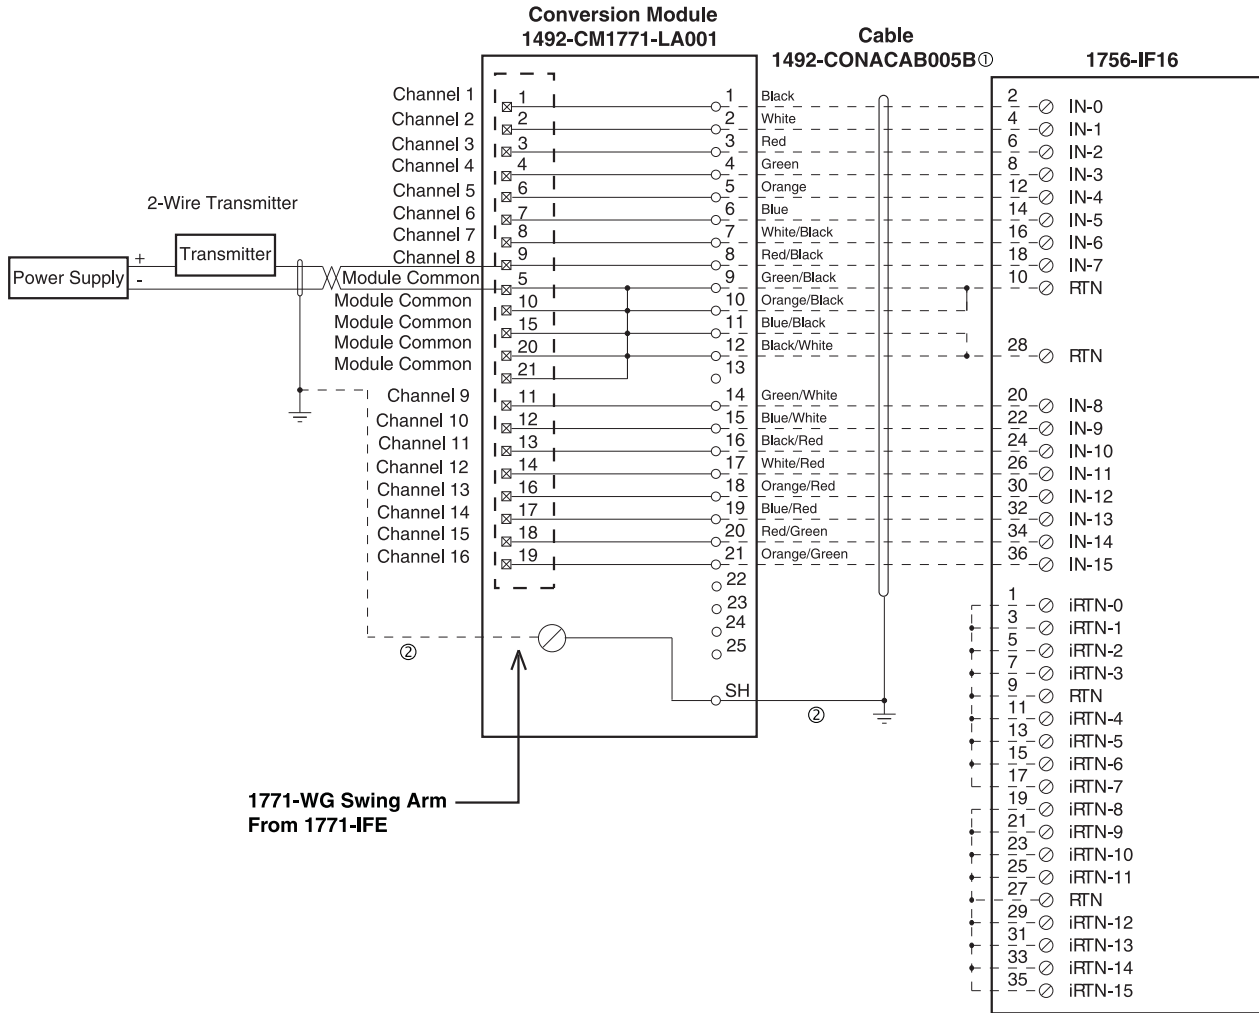 Conversion Module
1492-CM1771-LA001
Cable
1492-CONACAB005B①
1756-IF16
Channel 1 1 1 Black 2 IN-0
Channel 2 2 2 White 4 IN-1
Channel 3 3 3 Red 6 IN-2
Channel 4 4 4 Green 8 IN-3
Channel 5 6 5 Orange 12 IN-4
Channel 6 7 6 Blue 14 IN-5
Channel 7 8 7 White/Black 16 IN-6
Channel 8 9 8 Red/Black 18 IN-7
Module Common 5 9 Green/Black 10 RTN
Module Common 10 10 Orange/Black
Module Common 15 11 Blue/Black
Module Common 20 12 Black/White 28 RTN
Module Common 21 13
Channel 9 11 14 Green/White 20 IN-8
Channel 10 12 15 Blue/White 22 IN-9
Channel 11 13 16 Black/Red 24 IN-10
Channel 12 14 17 White/Red 26 IN-11
Channel 13 16 18 Orange/Red 30 IN-12
Channel 14 17 19 Blue/Red 32 IN-13
Channel 15 18 20 Red/Green 34 IN-14
Channel 16 19 21 Orange/Green 36 IN-15
22
23
24
25
SH
②
②
2-Wire Transmitter
Transmitter
Power Supply
+
-
1 iRTN-0
3 iRTN-1
5 iRTN-2
7 iRTN-3
9 RTN
11 iRTN-4
13 iRTN-5
15 iRTN-6
17 iRTN-7
19 iRTN-8
21 iRTN-9
23 iRTN-10
25 iRTN-11
27 RTN
29 iRTN-12
31 iRTN-13
33 iRTN-14
35 iRTN-15
1771-WG Swing Arm
From 1771-IFE